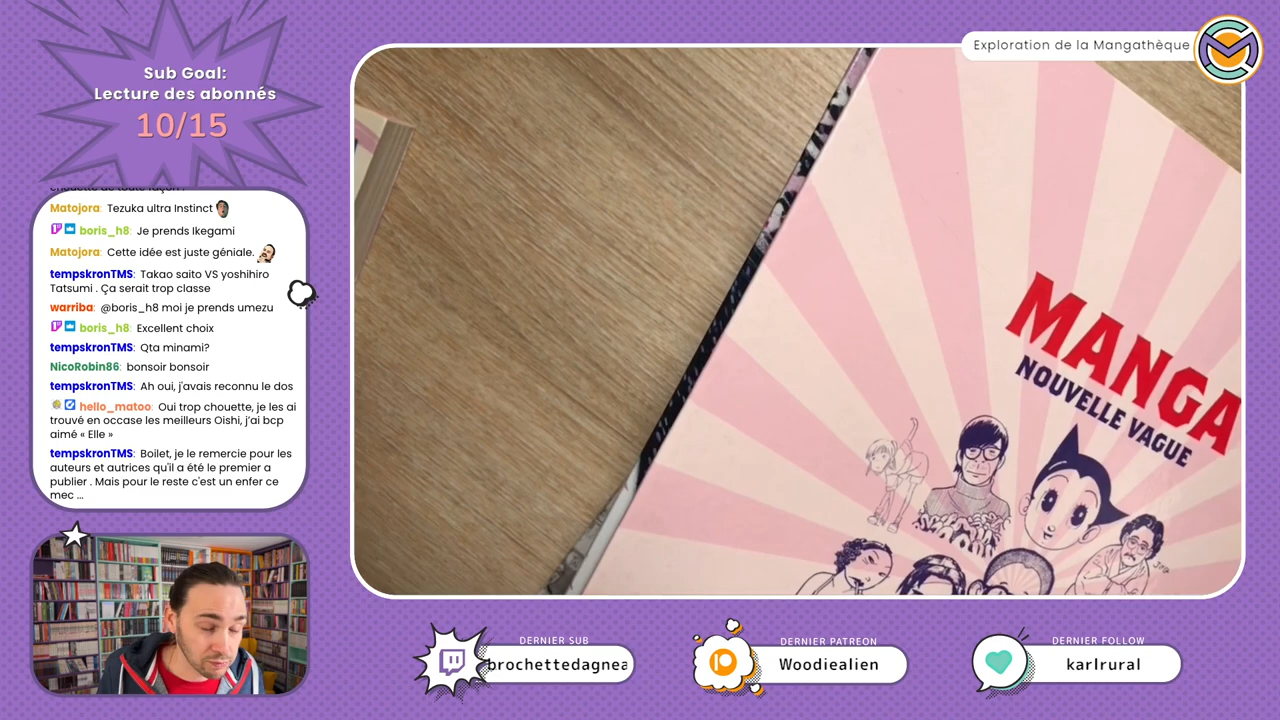 Sub Goal:
Lecture des abonnés
10/15
Matojora: Tezuka ultra Instinct
boris_h8: Je prends Ikegami
Matojora: Cette idée est juste géniale.
tempskronTMS: Takao saito VS yoshihiro
Tatsumi . Ça serait trop classe
warriba: @boris_h8 moi je prends umezu
boris_h8: Excellent choix
tempskronTMS: Qta minami?
NicoRobin86: bonsoir bonsoir
tempskronTMS: Ah oui, j'avais reconnu le dos
hello_matoo: Oui trop chouette, je les ai
trouvé en occase les meilleurs Oishi, j'ai bcp
aimé « Elle »
tempskronTMS: Boilet, je le remercie pour les
auteurs et autrices qu'il a été le premier a
publier . Mais pour le reste c'est un enfer ce
mec ...
Exploration de la Mangathèque
MANGA
NOUVELLE VAGUE
DERNIER SUB
brochettedagnea
DERNIER PATREON
Woodiealien
DERNIER FOLLOW
karlrural